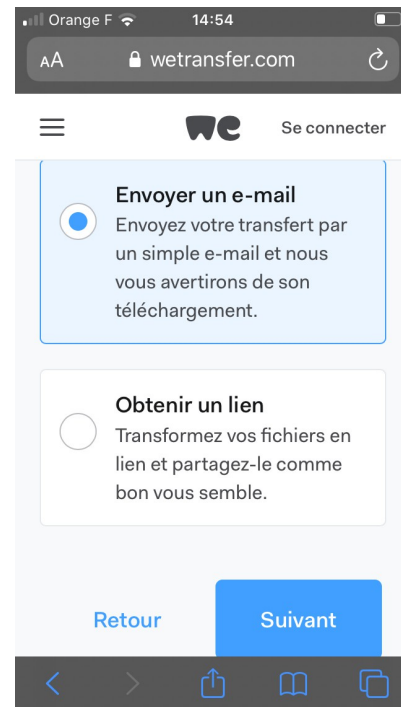 Orange F 14:54
AA wetransfer.com
we Se connecter
Envoyer un e-mail
Envoyez votre transfert par
un simple e-mail et nous
vous avertirons de son
téléchargement.
Obtenir un lien
Transformez vos fichiers en
lien et partagez-le comme
bon vous semble.
Retour Suivant